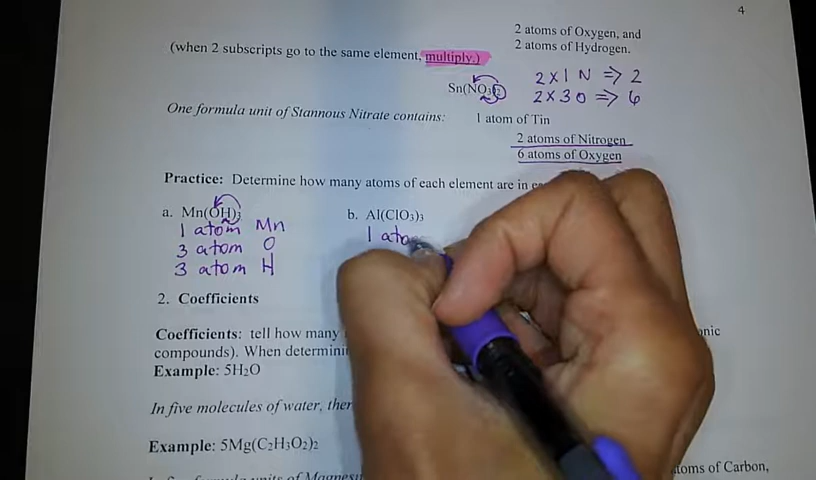 4
2 atoms of Oxygen, and
2 atoms of Hydrogen.
(when 2 subscripts go to the same element, multiply.)
Sn(NO3)2
2 x 1 N => 2
2 x 3 O => 6
One formula unit of Stannous Nitrate contains: 1 atom of Tin
2 atoms of Nitrogen
6 atoms of Oxygen
Practice: Determine how many atoms of each element are in
a. Mn(OH)3
1 atom Mn
3 atom O
3 atom H
b. Al(ClO3)3
1 ato
2. Coefficients
Coefficients: tell how many
compounds). When
Example: 5H2O
In five molecules of water,
Example: 5Mg(C2H3O2)2
of Carbon,